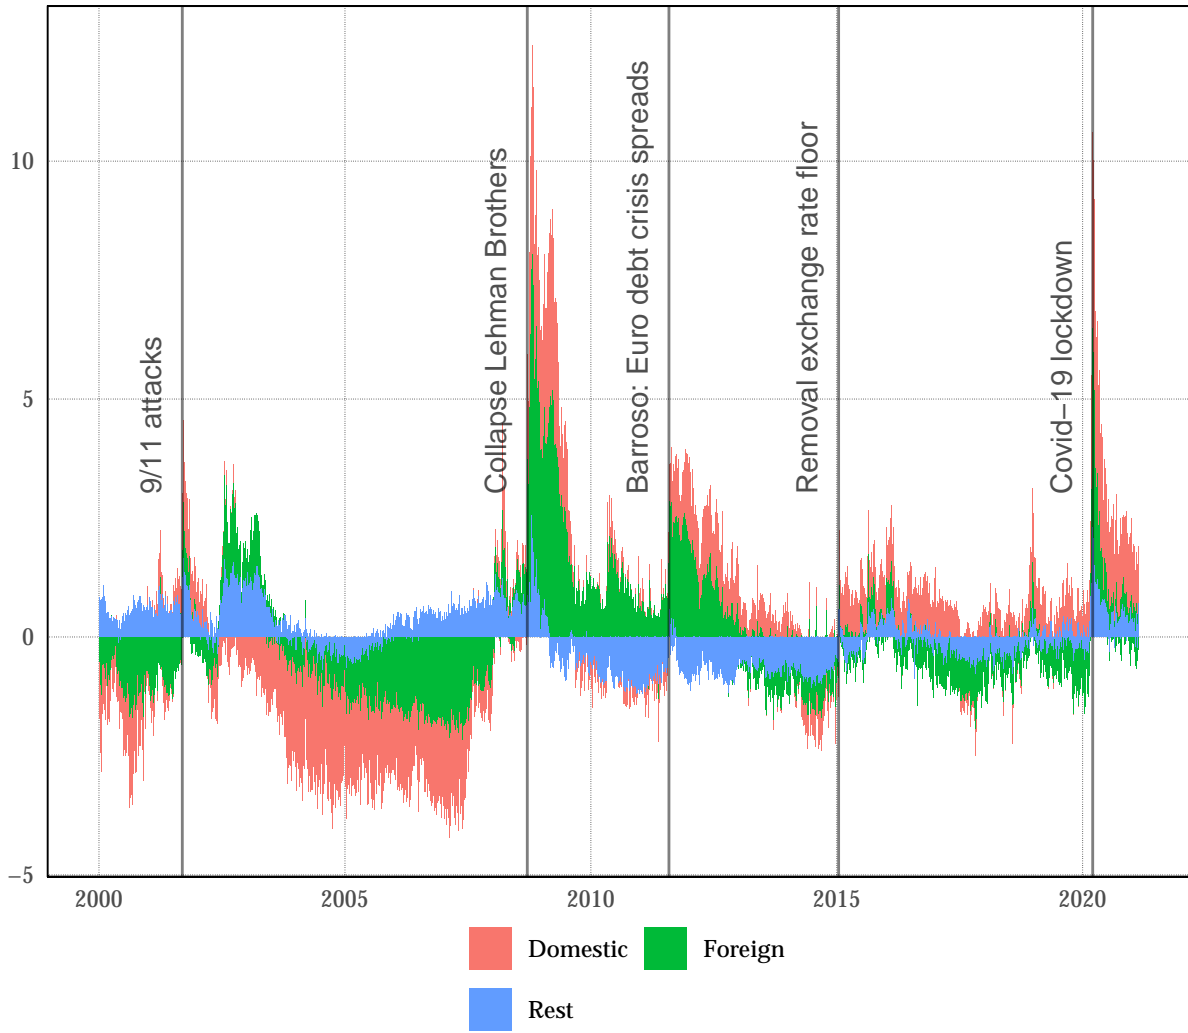 10
5
0
−5
9/11 attacks
Collapse Lehman Brothers
Barroso: Euro debt crisis spreads
Removal exchange rate floor
Covid−19 lockdown
2000 2005 2010 2015 2020
Domestic Foreign
Rest